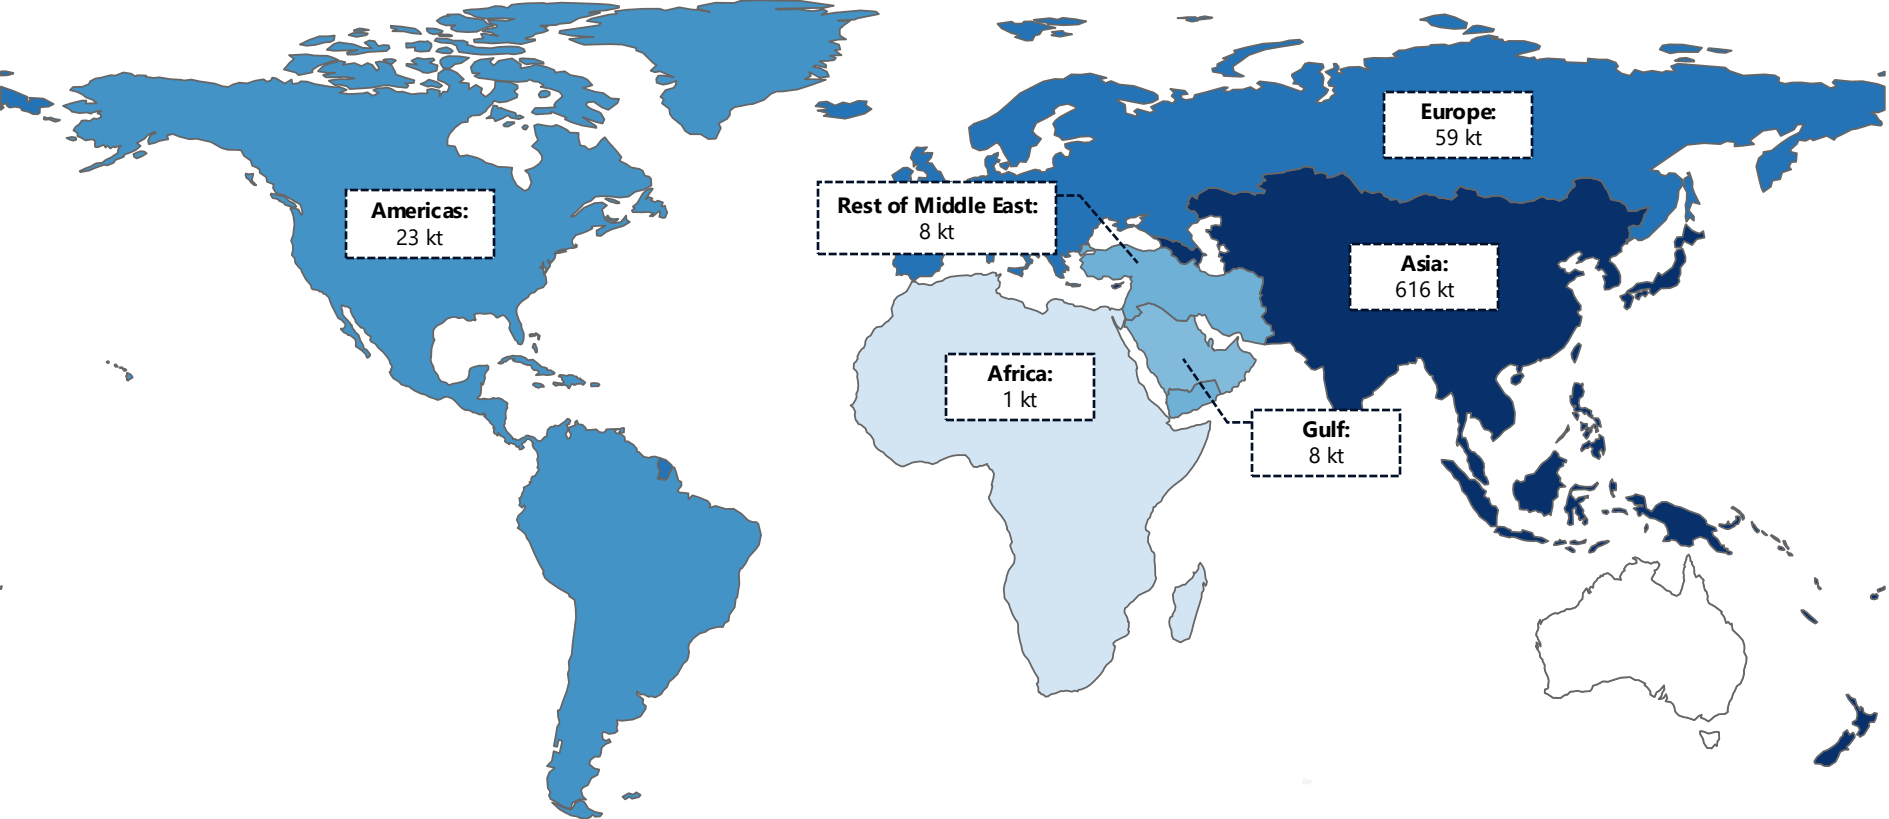 Europe:
59 kt
Americas:
23 kt
Rest of Middle East:
8 kt
Asia:
616 kt
Africa:
1 kt
Gulf:
8 kt